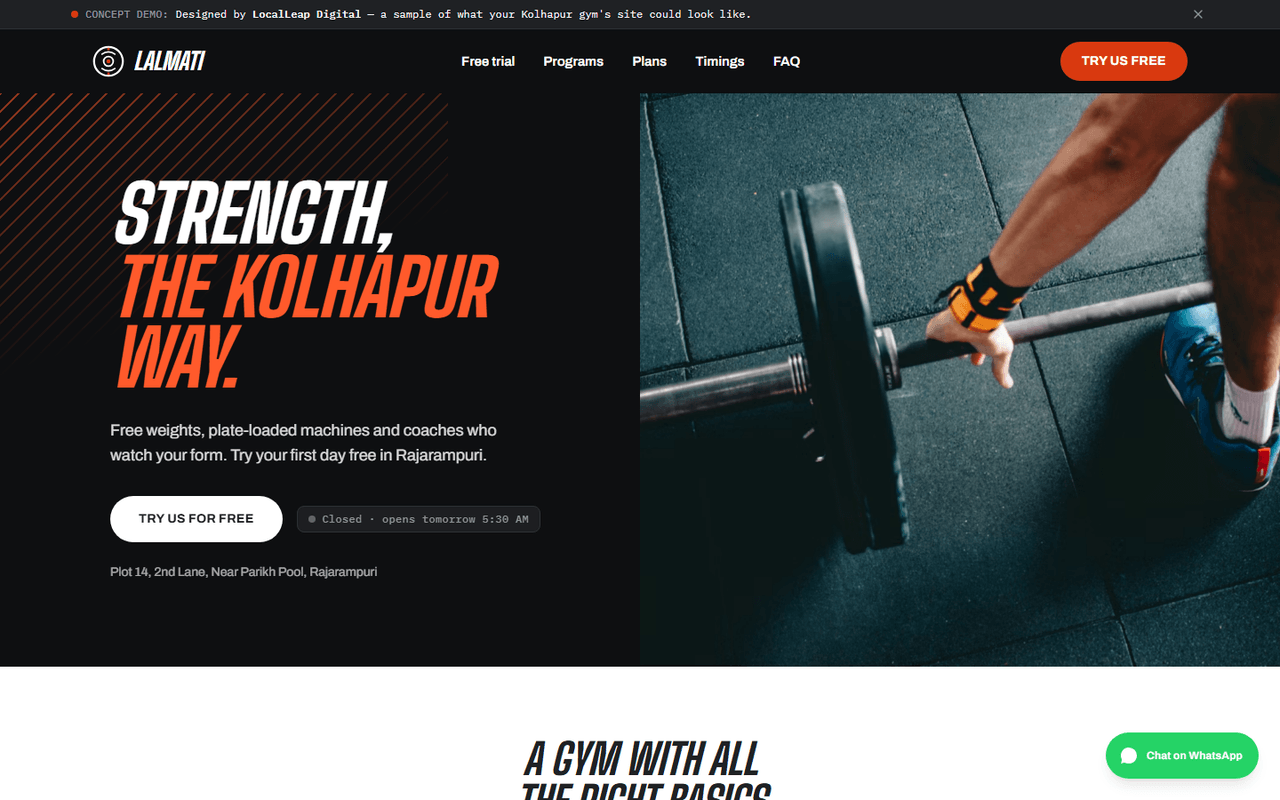 CONCEPT DEMO: Designed by LocalLeap Digital — a sample of what your Kolhapur gym's site could look like.
LALMATI
Free trial
Programs
Plans
Timings
FAQ
TRY US FREE
STRENGTH,
THE KOLHAPUR
WAY.
Free weights, plate-loaded machines and coaches who
watch your form. Try your first day free in Rajarampuri.
TRY US FOR FREE
Closed · opens tomorrow 5:30 AM
Plot 14, 2nd Lane, Near Parikh Pool, Rajarampuri
A GYM WITH ALL
THE RIGHT BASICS
Chat on WhatsApp